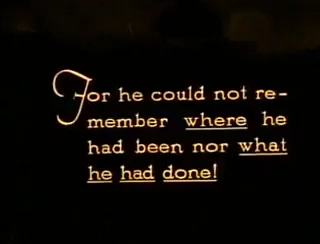 For he could not re-
member where he
had been nor what
he had done!